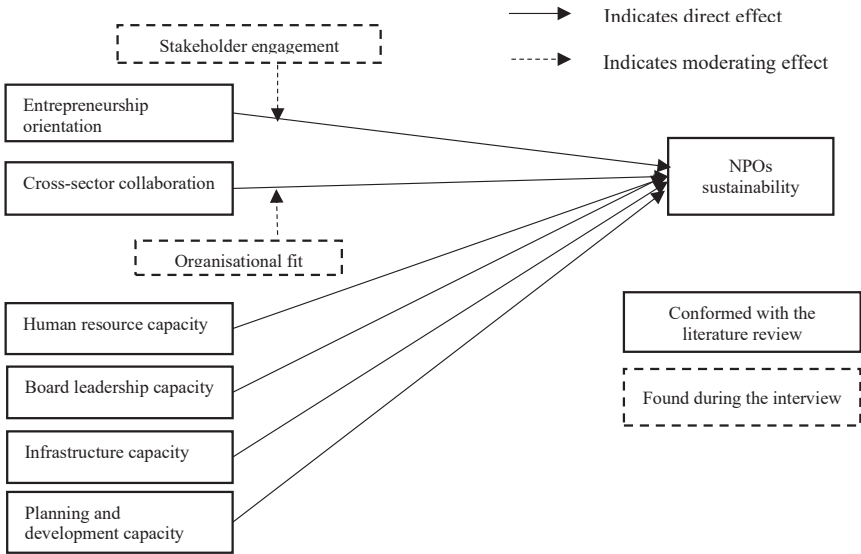 Indicates direct effect
Stakeholder engagement
Indicates moderating effect
Entrepreneurship
orientation
NPOs
sustainability
Cross-sector collaboration
Organisational fit
Human resource capacity
Conformed with the
literature review
Board leadership capacity
Found during the interview
Infrastructure capacity
Planning and
development capacity